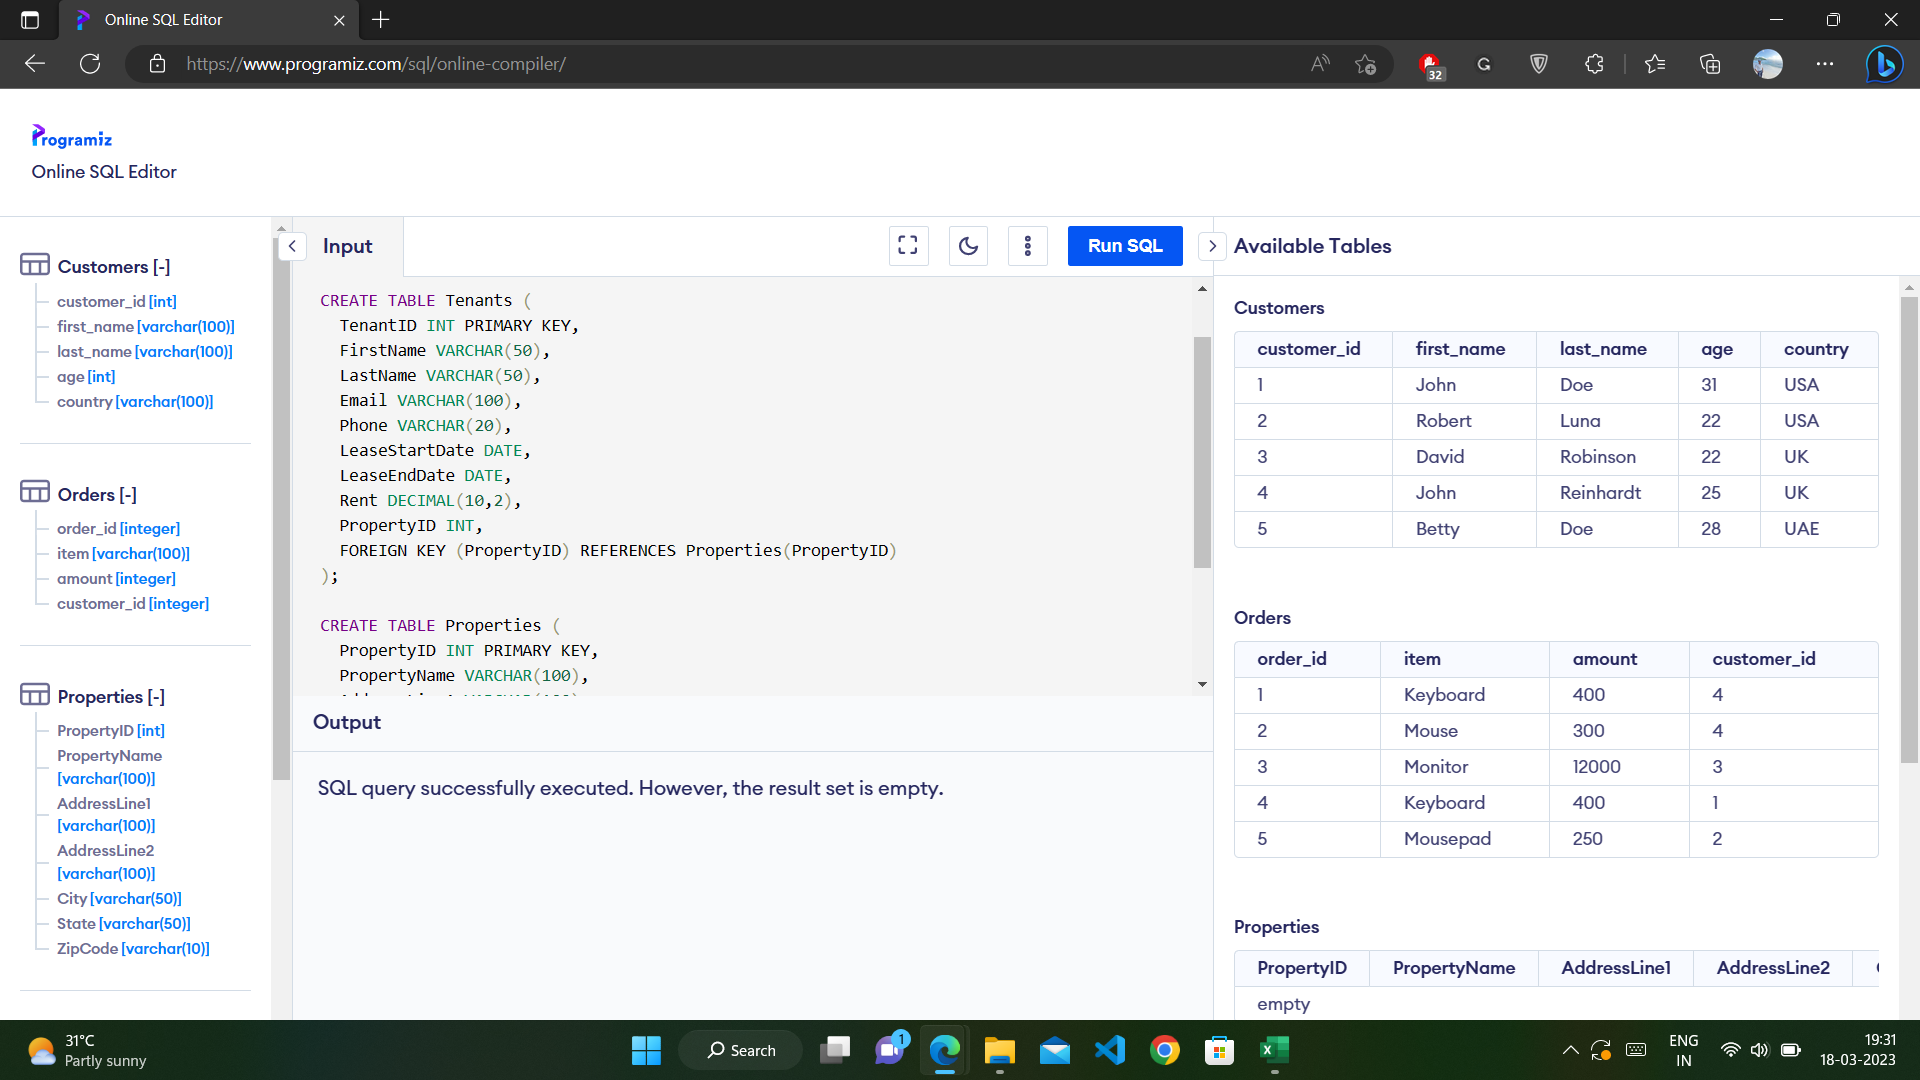 Online SQL Editor
https://www.programiz.com/sql/online-compiler/
32
Programiz
Online SQL Editor
Customers [-]
customer_id [int]
first_name [varchar(100)]
last_name [varchar(100)]
age [int]
country [varchar(100)]
Orders [-]
order_id [integer]
item [varchar(100)]
amount [integer]
customer_id [integer]
Properties [-]
PropertyID [int]
PropertyName
[varchar(100)]
AddressLine1
[varchar(100)]
AddressLine2
[varchar(100)]
City [varchar(50)]
State [varchar(50)]
ZipCode [varchar(10)]
Input
Run SQL
CREATE TABLE Tenants (
TenantID INT PRIMARY KEY,
FirstName VARCHAR(50),
LastName VARCHAR(50),
Email VARCHAR(100),
Phone VARCHAR(20),
LeaseStartDate DATE,
LeaseEndDate DATE,
Rent DECIMAL(10,2),
PropertyID INT,
FOREIGN KEY (PropertyID) REFERENCES Properties(PropertyID)
);
CREATE TABLE Properties (
PropertyID INT PRIMARY KEY,
PropertyName VARCHAR(100),
Output
SQL query successfully executed. However, the result set is empty.
Available Tables
Customers
customer_id first_name last_name age country
1 John Doe 31 USA
2 Robert Luna 22 USA
3 David Robinson 22 UK
4 John Reinhardt 25 UK
5 Betty Doe 28 UAE
Orders
order_id item amount customer_id
1 Keyboard 400 4
2 Mouse 300 4
3 Monitor 12000 3
4 Keyboard 400 1
5 Mousepad 250 2
Properties
PropertyID PropertyName AddressLine1 AddressLine2
empty
31°C
Partly sunny
Search
1
ENG
IN
19:31
18-03-2023